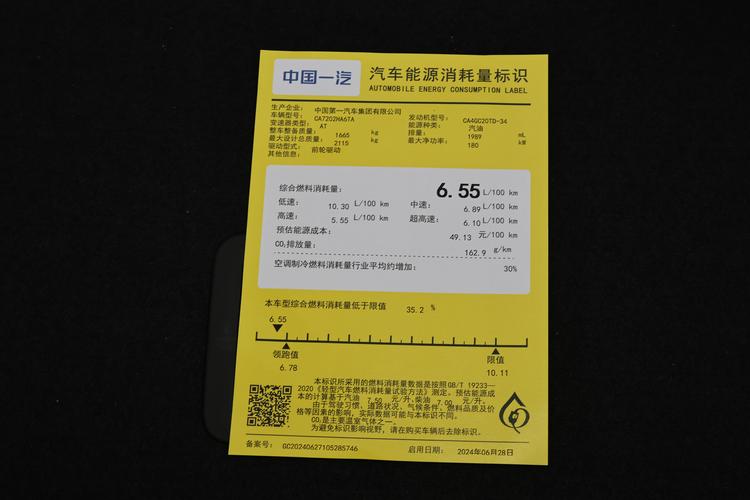 中国一汽
汽车能源消耗量标识
AUTOMOBILE ENERGY CONSUMPTION LABEL
生产企业: 中国第一汽车集团有限公司
车辆型号: CA7202HA6TA 发动机型号: CA4GC20TD-34
变速器类型: AT 能源种类: 汽油
整车整备质量: 1665 kg 排量: 1989 mL
最大设计总质量: 2115 kg 最大净功率: 180 kW
驱动型式: 前轮驱动
其他信息:
综合燃料消耗量: 6.55 L/100 km
低速: 10.30 L/100 km 中速: 6.89 L/100 km
高速: 5.55 L/100 km 超高速: 6.10 L/100 km
预估能源成本: 49.13 元/100 km
CO₂排放量: 162.9 g/km
空调制冷燃料消耗量行业平均约增加: 30%
本车型综合燃料消耗量低于限值 35.2 %
6.55
领跑值 限值
6.78 10.11
本标识所采用的燃料消耗量数据是按照GB/T 19233—
2020《轻型汽车燃料消耗量试验方法》测定。预估能源成
本的计算基于汽油 7.50 元/升,柴油 7.00 元/升。
由于驾驶习惯、道路状况、气候条件、燃料品质及价
格等因素的影响,实际数据可能与本标识不同。
CO₂是主要温室气体之一。
为避免标识影响视野,请在购买车辆后去除标识。
备案号: GC20240627105285746 启用日期: 2024年06月28日